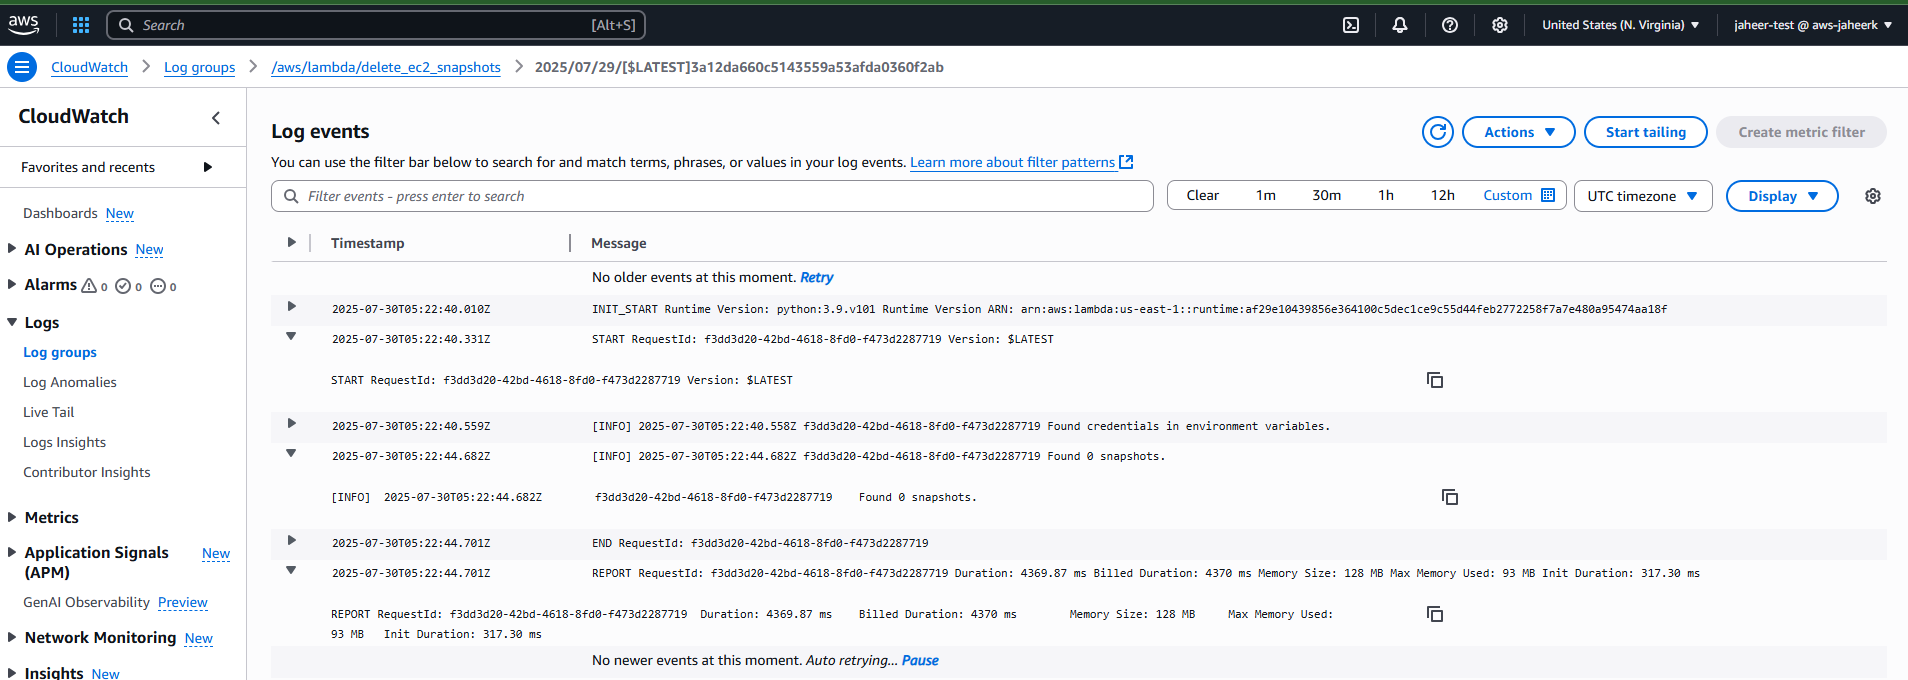 aws
Search [Alt+S]
United States (N. Virginia)
jaheer-test @ aws-jaheerk
CloudWatch
Log groups
/aws/lambda/delete_ec2_snapshots
2025/07/29/[$LATEST]3a12da660c5143559a53afda0360f2ab
CloudWatch
Favorites and recents
Dashboards New
AI Operations New
Alarms 0 0 0
Logs
Log groups
Log Anomalies
Live Tail
Logs Insights
Contributor Insights
Metrics
Application Signals (APM) New
GenAI Observability Preview
Network Monitoring New
Insights New
Log events
Actions
Start tailing
Create metric filter
You can use the filter bar below to search for and match terms, phrases, or values in your log events. Learn more about filter patterns
Filter events - press enter to search
Clear 1m 30m 1h 12h Custom
UTC timezone
Display
Timestamp Message
No older events at this moment. Retry
2025-07-30T05:22:40.010Z INIT_START Runtime Version: python:3.9.v101 Runtime Version ARN: arn:aws:lambda:us-east-1::runtime:af29e10439856e364100c5dec1ce9c55d44feb2772258f7a7e480a95474aa18f
2025-07-30T05:22:40.331Z START RequestId: f3dd3d20-42bd-4618-8fd0-f473d2287719 Version: $LATEST
START RequestId: f3dd3d20-42bd-4618-8fd0-f473d2287719 Version: $LATEST
2025-07-30T05:22:40.559Z [INFO] 2025-07-30T05:22:40.558Z f3dd3d20-42bd-4618-8fd0-f473d2287719 Found credentials in environment variables.
2025-07-30T05:22:44.682Z [INFO] 2025-07-30T05:22:44.682Z f3dd3d20-42bd-4618-8fd0-f473d2287719 Found 0 snapshots.
[INFO] 2025-07-30T05:22:44.682Z f3dd3d20-42bd-4618-8fd0-f473d2287719 Found 0 snapshots.
2025-07-30T05:22:44.701Z END RequestId: f3dd3d20-42bd-4618-8fd0-f473d2287719
2025-07-30T05:22:44.701Z REPORT RequestId: f3dd3d20-42bd-4618-8fd0-f473d2287719 Duration: 4369.87 ms Billed Duration: 4370 ms Memory Size: 128 MB Max Memory Used: 93 MB Init Duration: 317.30 ms
REPORT RequestId: f3dd3d20-42bd-4618-8fd0-f473d2287719 Duration: 4369.87 ms Billed Duration: 4370 ms Memory Size: 128 MB Max Memory Used:
93 MB Init Duration: 317.30 ms
No newer events at this moment. Auto retrying... Pause